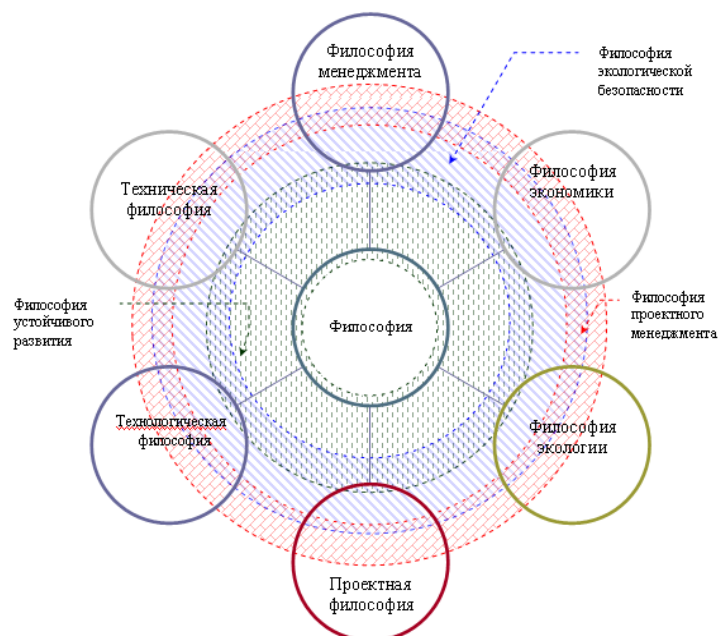 Философия
менеджмента
Философия
экологической
безопасности
Техническая
философия
Философия
экономики
Философия
устойчивого
развития
Философия
Философия
проектного
менеджмента
Технологическая
философия
Философия
экологии
Проектная
философия